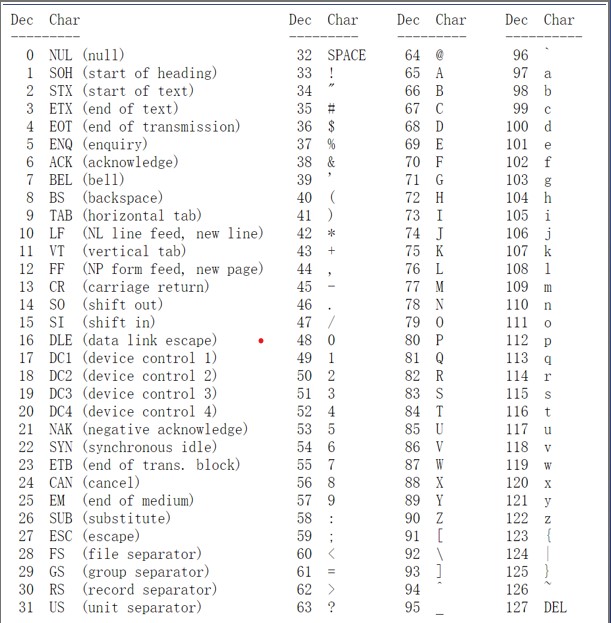 Dec Char Dec Char Dec Char Dec Char
--------- --------- --------- ----------
0 NUL (null) 32 SPACE 64 @ 96 `
1 SOH (start of heading) 33 ! 65 A 97 a
2 STX (start of text) 34 " 66 B 98 b
3 ETX (end of text) 35 # 67 C 99 c
4 EOT (end of transmission) 36 $ 68 D 100 d
5 ENQ (enquiry) 37 % 69 E 101 e
6 ACK (acknowledge) 38 & 70 F 102 f
7 BEL (bell) 39 ' 71 G 103 g
8 BS (backspace) 40 ( 72 H 104 h
9 TAB (horizontal tab) 41 ) 73 I 105 i
10 LF (NL line feed, new line) 42 * 74 J 106 j
11 VT (vertical tab) 43 + 75 K 107 k
12 FF (NP form feed, new page) 44 , 76 L 108 l
13 CR (carriage return) 45 - 77 M 109 m
14 SO (shift out) 46 . 78 N 110 n
15 SI (shift in) 47 / 79 O 111 o
16 DLE (data link escape) 48 0 80 P 112 p
17 DC1 (device control 1) 49 1 81 Q 113 q
18 DC2 (device control 2) 50 2 82 R 114 r
19 DC3 (device control 3) 51 3 83 S 115 s
20 DC4 (device control 4) 52 4 84 T 116 t
21 NAK (negative acknowledge) 53 5 85 U 117 u
22 SYN (synchronous idle) 54 6 86 V 118 v
23 ETB (end of trans. block) 55 7 87 W 119 w
24 CAN (cancel) 56 8 88 X 120 x
25 EM (end of medium) 57 9 89 Y 121 y
26 SUB (substitute) 58 : 90 Z 122 z
27 ESC (escape) 59 ; 91 [ 123 {
28 FS (file separator) 60 < 92 \ 124 |
29 GS (group separator) 61 = 93 ] 125 }
30 RS (record separator) 62 > 94 ^ 126 ~
31 US (unit separator) 63 ? 95 _ 127 DEL